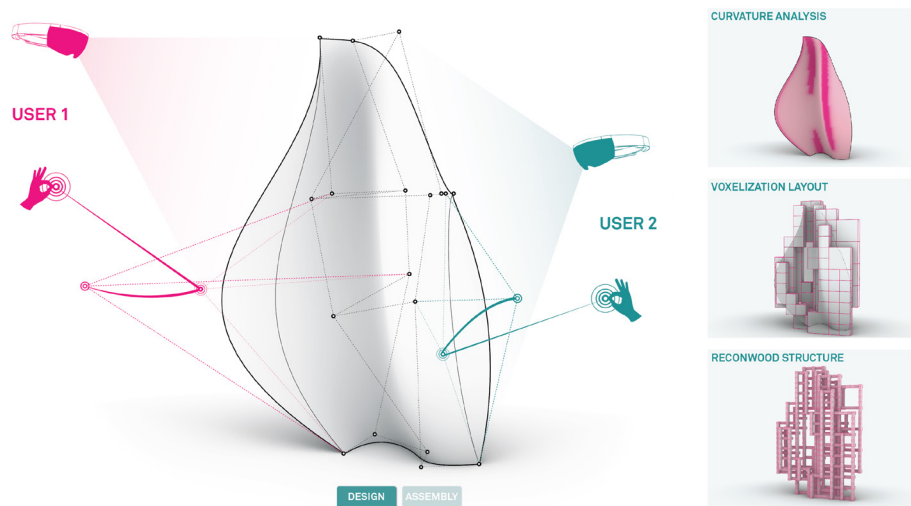 CURVATURE ANALYSIS
USER 1
USER 2
VOXELIZATION LAYOUT
RECONWOOD STRUCTURE
DESIGN
ASSEMBLY